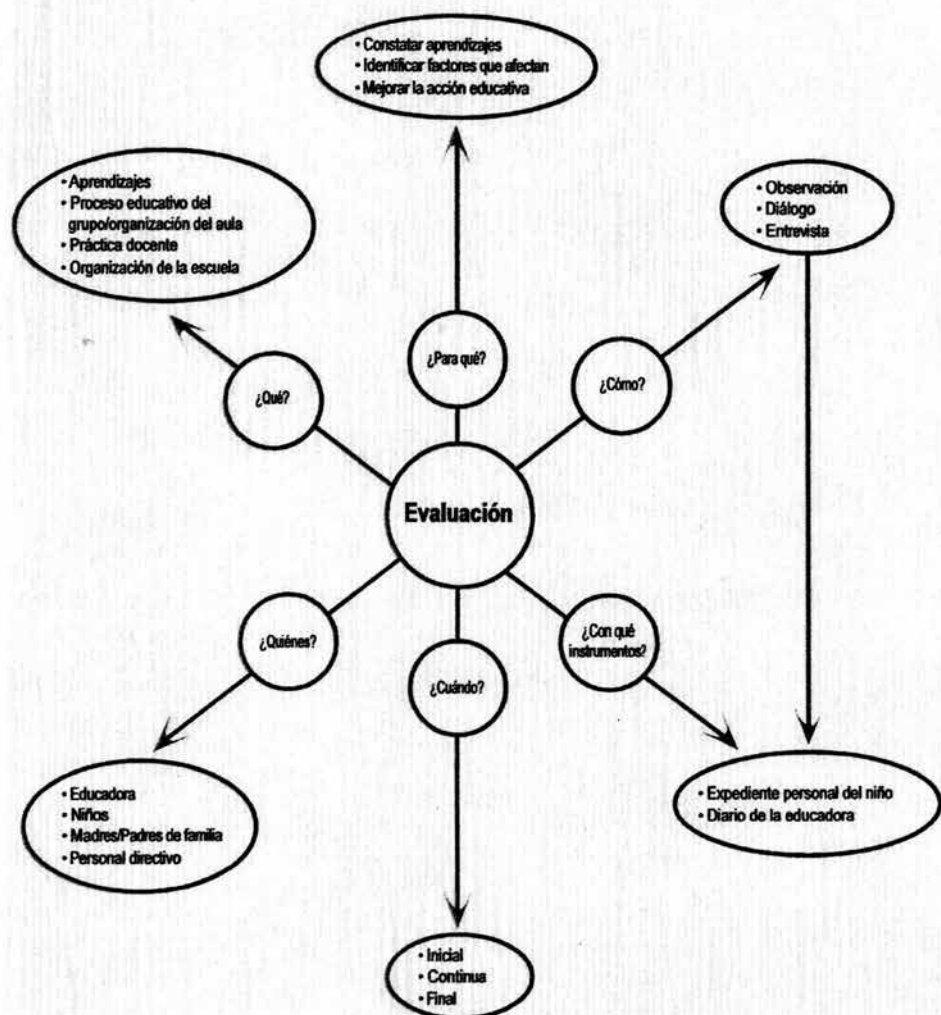 • Constatar aprendizajes
• Identificar factores que afectan
• Mejorar la acción educativa
• Aprendizajes
• Proceso educativo del
grupo/organización del aula
• Práctica docente
• Organización de la escuela
• Observación
• Diálogo
• Entrevista
¿Para qué?
¿Qué?
¿Cómo?
Evaluación
¿Quiénes?
¿Cuándo?
¿Con qué
instrumentos?
• Educadora
• Niños
• Madres/Padres de familia
• Personal directivo
• Expediente personal del niño
• Diario de la educadora
• Inicial
• Continua
• Final